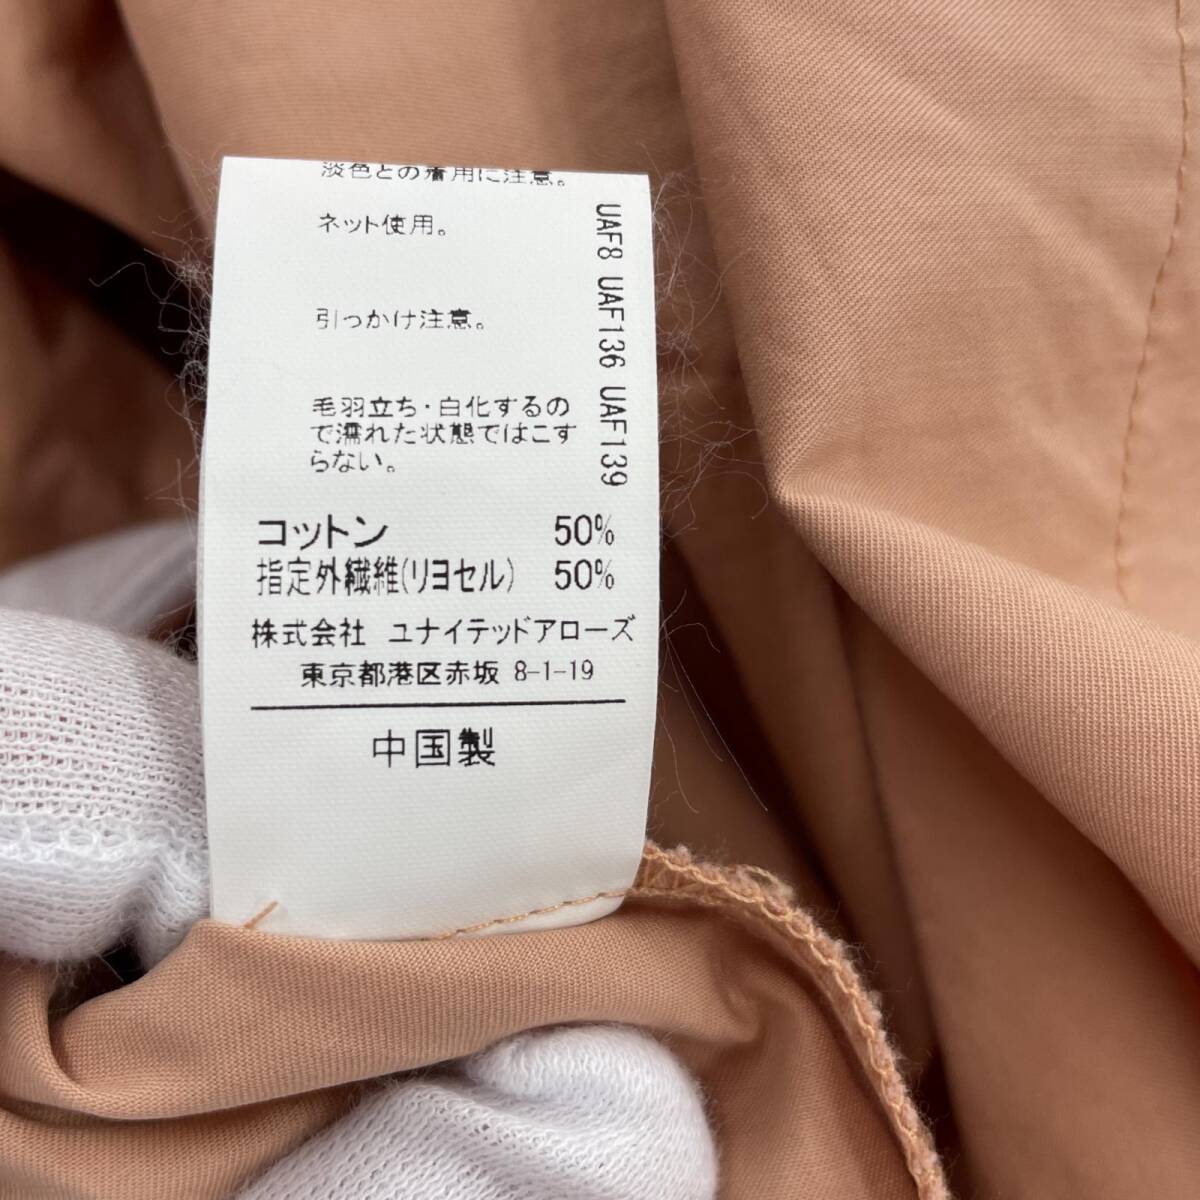 淡色との着用に注意。
ネット使用。
引っかけ注意。
毛羽立ち・白化するの
で濡れた状態ではこす
らない。
UAF8 UAF136 UAF139
コットン 50%
指定外繊維(リヨセル) 50%
株式会社 ユナイテッドアローズ
東京都港区赤坂 8-1-19
中国製